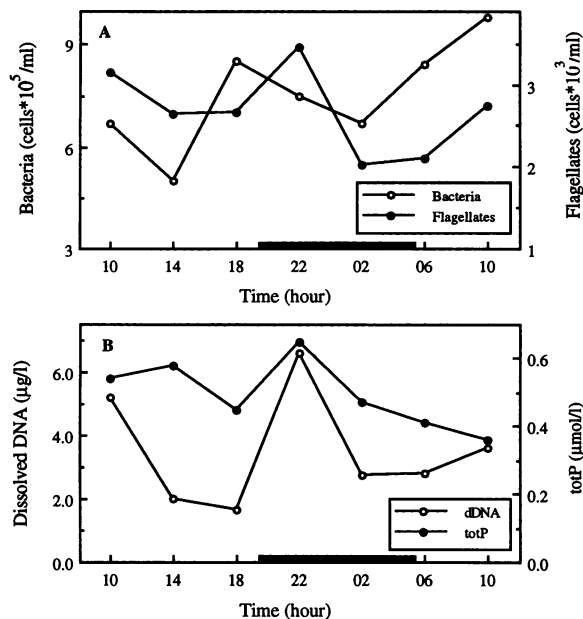 A
Bacteria (cells*10^5/ml)
9
6
3
Flagellates (cells*10^3/ml)
3
2
1
Bacteria
Flagellates
10 14 18 22 02 06 10
Time (hour)
B
Dissolved DNA (µg/l)
6.0
4.0
2.0
0.0
totP (µmol/l)
0.6
0.4
0.2
0.0
dDNA
totP
10 14 18 22 02 06 10
Time (hour)